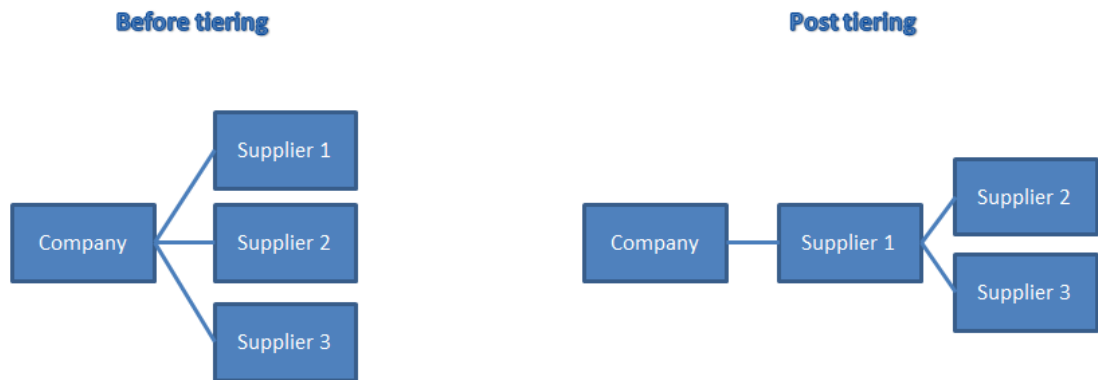 Before tiering
Post tiering
Supplier 1
Company
Supplier 2
Supplier 3
Company
Supplier 1
Supplier 2
Supplier 3